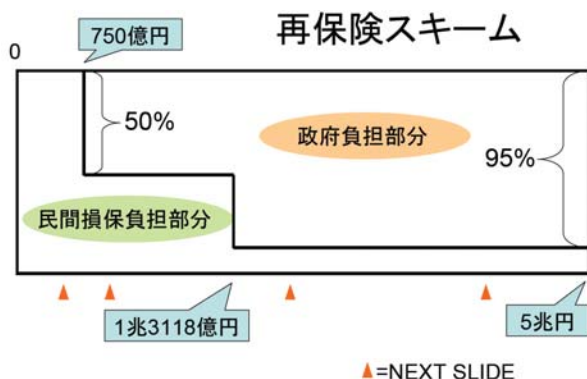 再保険スキーム
750億円
0
50%
政府負担部分
95%
民間損保負担部分
1兆3118億円
5兆円
▲=NEXT SLIDE